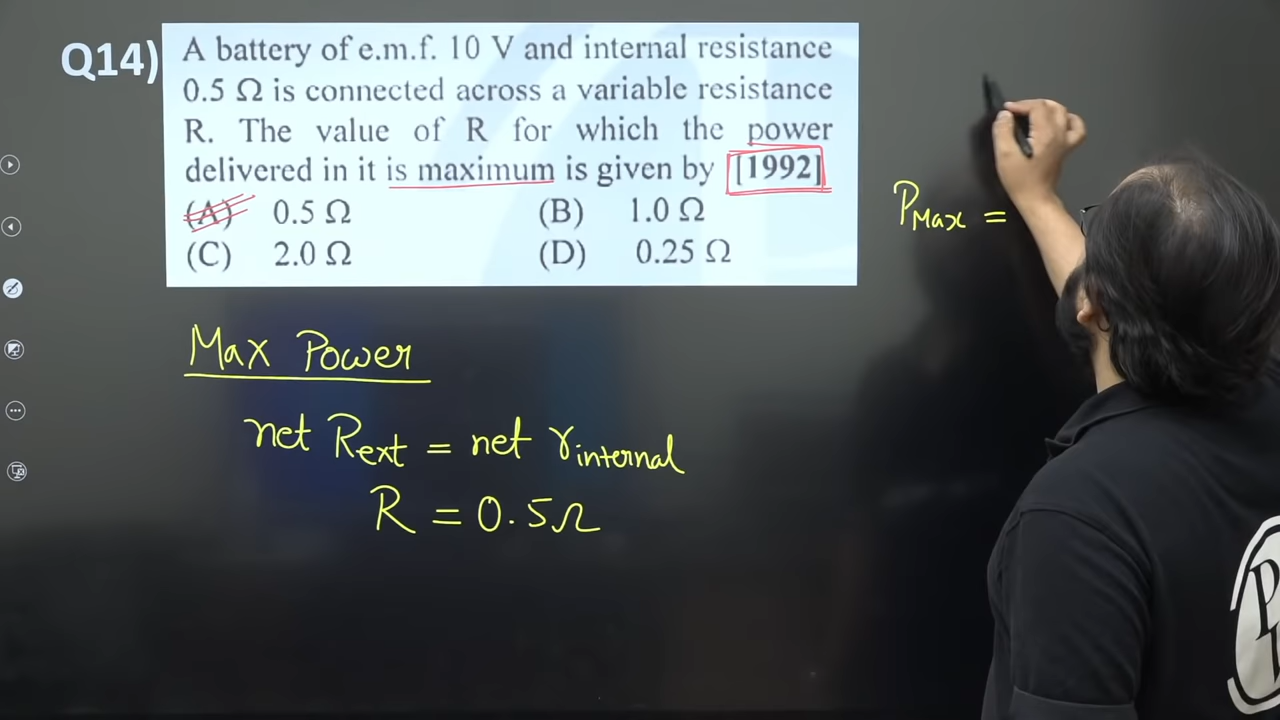 Q14)
A battery of e.m.f. 10 V and internal resistance
0.5 Ω is connected across a variable resistance
R. The value of R for which the power
delivered in it is maximum is given by [1992]
(A) 0.5 Ω (B) 1.0 Ω
(C) 2.0 Ω (D) 0.25 Ω
Max Power
net Rext = net rinternal
R = 0.5Ω
PMax =
P